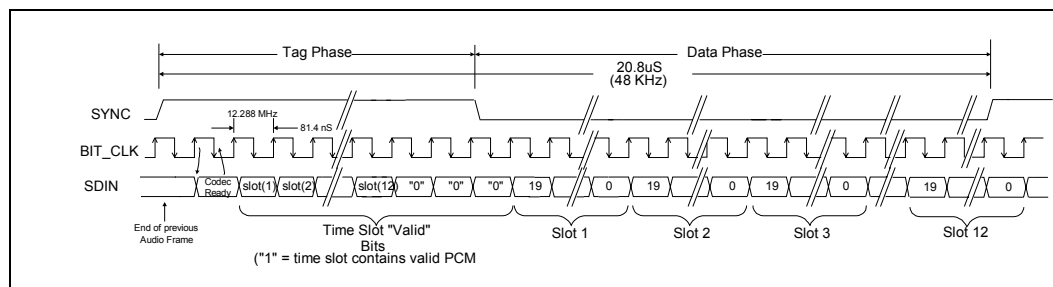 Tag Phase
Data Phase
20.8uS
(48 KHz)
SYNC
12.288 MHz
81.4 nS
BIT_CLK
SDIN
Codec
Ready
slot(1)
slot(2)
slot(12)
"0"
"0"
"0"
19
0
19
0
19
0
19
0
End of previous
Audio Frame
Time Slot "Valid"
Bits
("1" = time slot contains valid PCM
Slot 1
Slot 2
Slot 3
Slot 12